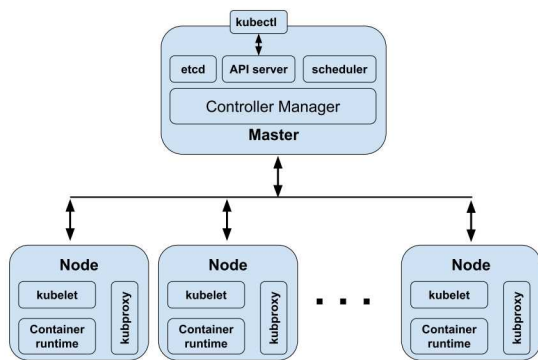 kubectl
etcd
API server
scheduler
Controller Manager
Master
Node
kubelet
Container
runtime
kubproxy
Node
kubelet
Container
runtime
kubproxy
Node
kubelet
Container
runtime
kubproxy